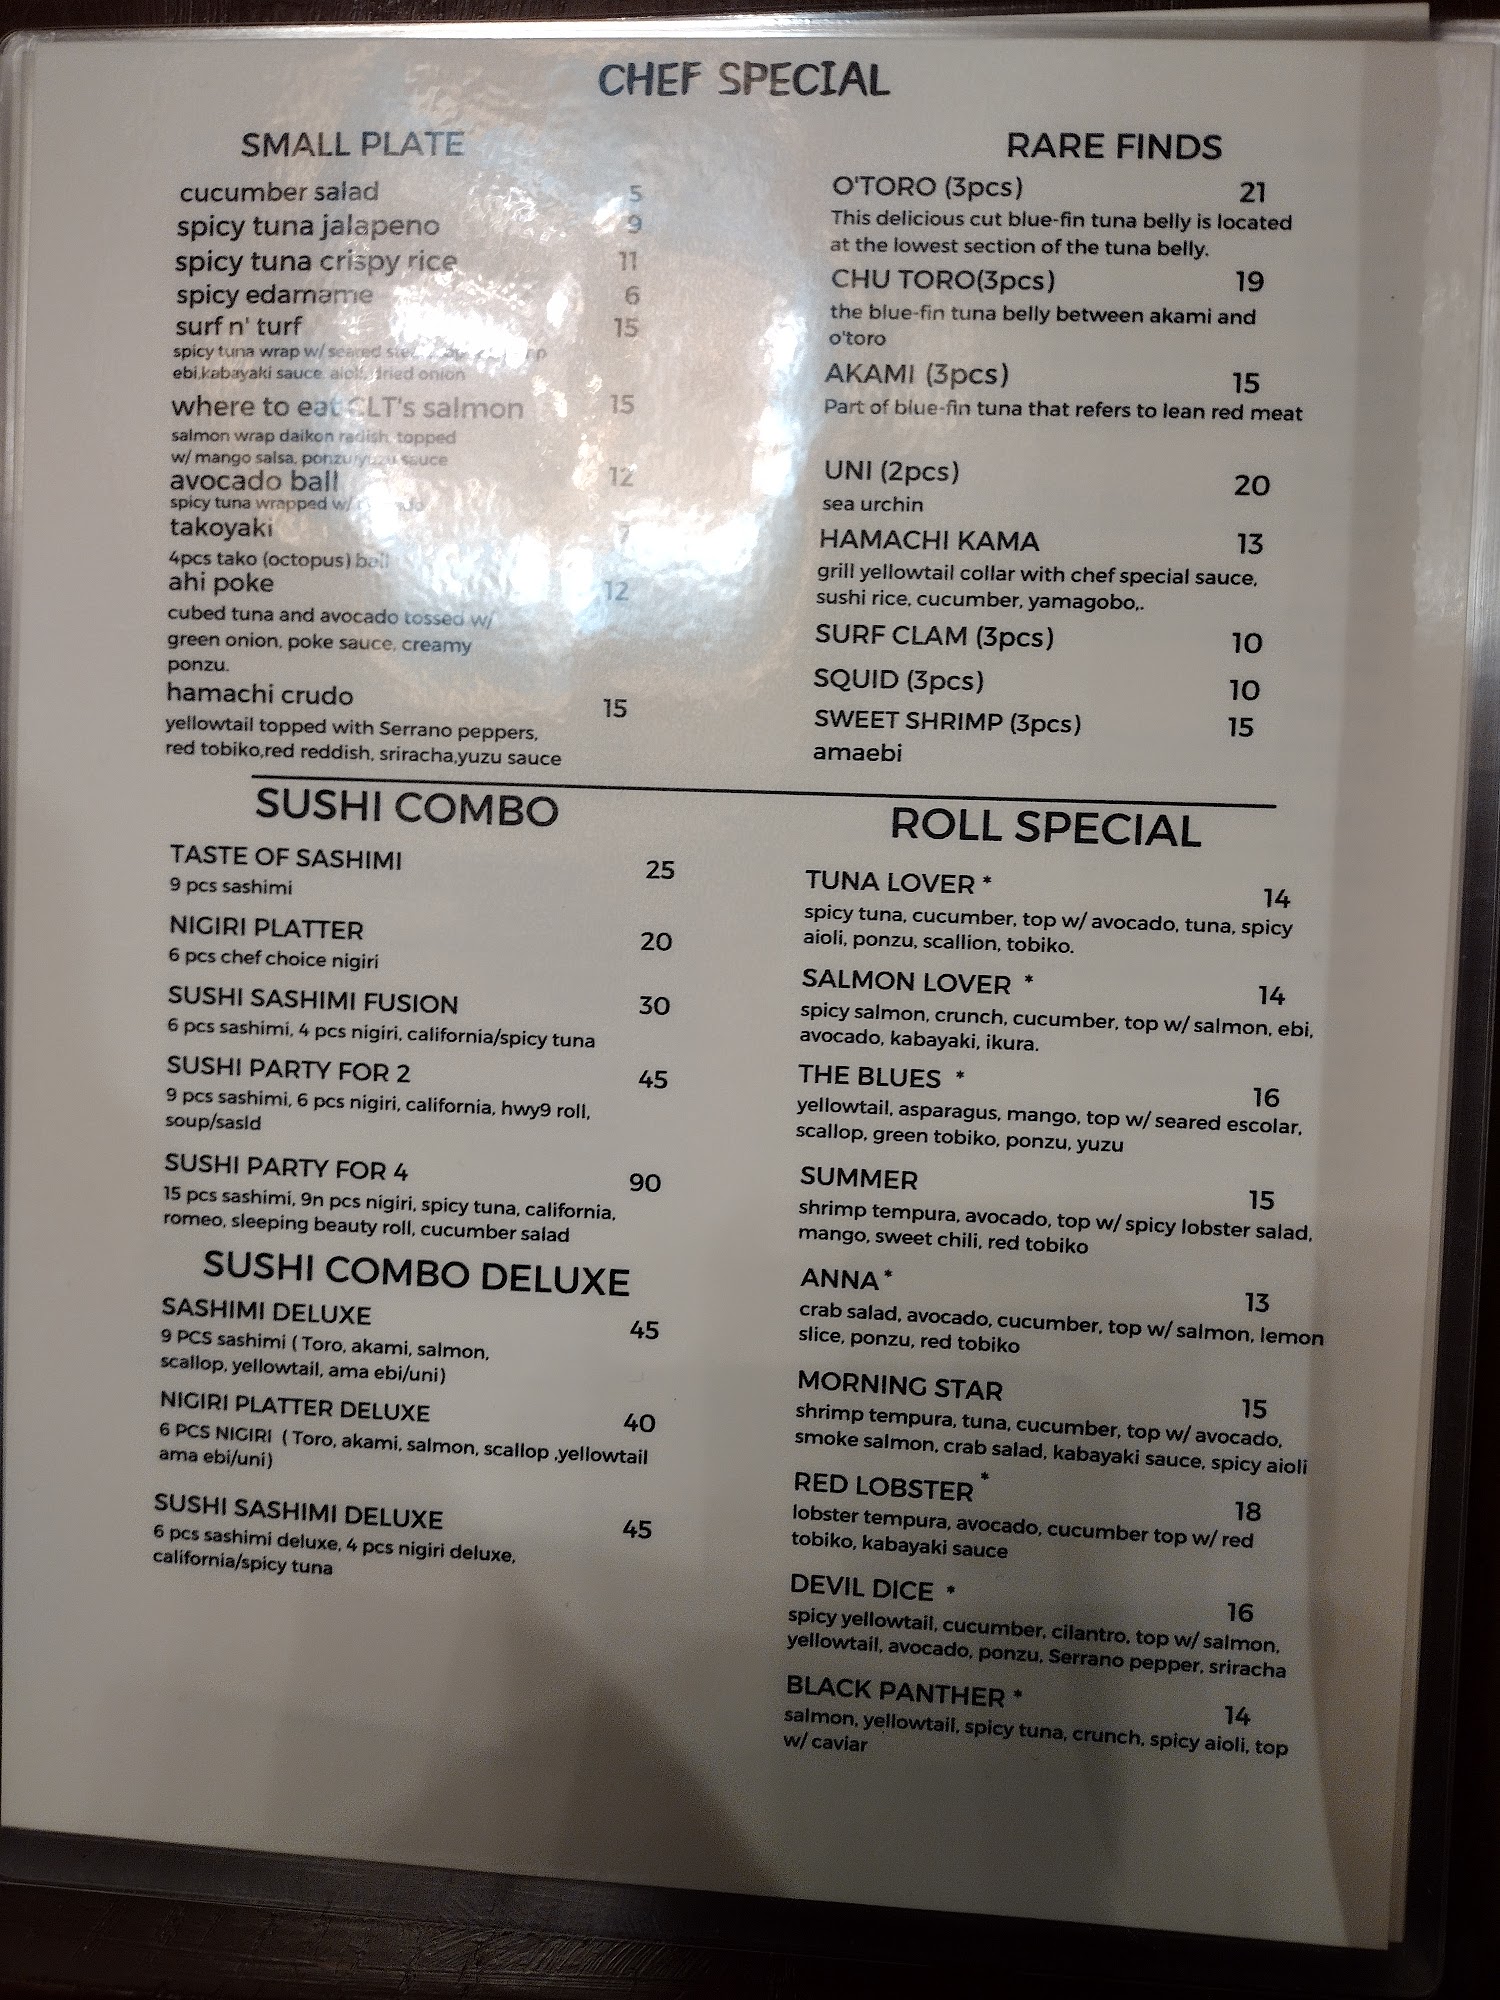 CHEF SPECIAL
SMALL PLATE
cucumber salad 5
spicy tuna jalapeno 9
spicy tuna crispy rice 11
spicy edamame 6
surf n' turf 15
spicy tuna wrap w/ seared
ebi,kabayaki sauce, aioli, dried onion
where to eat CLT's salmon 15
salmon wrap daikon radish, topped
w/ mango salsa, ponzu/yuzu sauce
avocado ball 12
spicy tuna wrapped w/
takoyaki 7
4pcs tako (octopus) ball
ahi poke 12
cubed tuna and avocado tossed w/
green onion, poke sauce, creamy
ponzu.
hamachi crudo 15
yellowtail topped with Serrano peppers,
red tobiko,red reddish, sriracha,yuzu sauce
RARE FINDS
O'TORO (3pcs) 21
This delicious cut blue-fin tuna belly is located
at the lowest section of the tuna belly.
CHU TORO(3pcs) 19
the blue-fin tuna belly between akami and
o'toro
AKAMI (3pcs) 15
Part of blue-fin tuna that refers to lean red meat
UNI (2pcs) 20
sea urchin
HAMACHI KAMA 13
grill yellowtail collar with chef special sauce,
sushi rice, cucumber, yamagobo,.
SURF CLAM (3pcs) 10
SQUID (3pcs) 10
SWEET SHRIMP (3pcs) 15
amaebi
SUSHI COMBO
TASTE OF SASHIMI 25
9 pcs sashimi
NIGIRI PLATTER 20
6 pcs chef choice nigiri
SUSHI SASHIMI FUSION 30
6 pcs sashimi, 4 pcs nigiri, california/spicy tuna
SUSHI PARTY FOR 2 45
9 pcs sashimi, 6 pcs nigiri, california, hwy9 roll,
soup/sasld
SUSHI PARTY FOR 4 90
15 pcs sashimi, 9n pcs nigiri, spicy tuna, california,
romeo, sleeping beauty roll, cucumber salad
SUSHI COMBO DELUXE
SASHIMI DELUXE 45
9 PCS sashimi ( Toro, akami, salmon,
scallop, yellowtail, ama ebi/uni)
NIGIRI PLATTER DELUXE 40
6 PCS NIGIRI ( Toro, akami, salmon, scallop ,yellowtail
ama ebi/uni)
SUSHI SASHIMI DELUXE 45
6 pcs sashimi deluxe, 4 pcs nigiri deluxe,
california/spicy tuna
ROLL SPECIAL
TUNA LOVER * 14
spicy tuna, cucumber, top w/ avocado, tuna, spicy
aioli, ponzu, scallion, tobiko.
SALMON LOVER * 14
spicy salmon, crunch, cucumber, top w/ salmon, ebi,
avocado, kabayaki, ikura.
THE BLUES * 16
yellowtail, asparagus, mango, top w/ seared escolar,
scallop, green tobiko, ponzu, yuzu
SUMMER 15
shrimp tempura, avocado, top w/ spicy lobster salad,
mango, sweet chili, red tobiko
ANNA * 13
crab salad, avocado, cucumber, top w/ salmon, lemon
slice, ponzu, red tobiko
MORNING STAR 15
shrimp tempura, tuna, cucumber, top w/ avocado,
smoke salmon, crab salad, kabayaki sauce, spicy aioli
RED LOBSTER * 18
lobster tempura, avocado, cucumber top w/ red
tobiko, kabayaki sauce
DEVIL DICE * 16
spicy yellowtail, cucumber, cilantro, top w/ salmon,
yellowtail, avocado, ponzu, Serrano pepper, sriracha
BLACK PANTHER * 14
salmon, yellowtail, spicy tuna, crunch, spicy aioli, top
w/ caviar